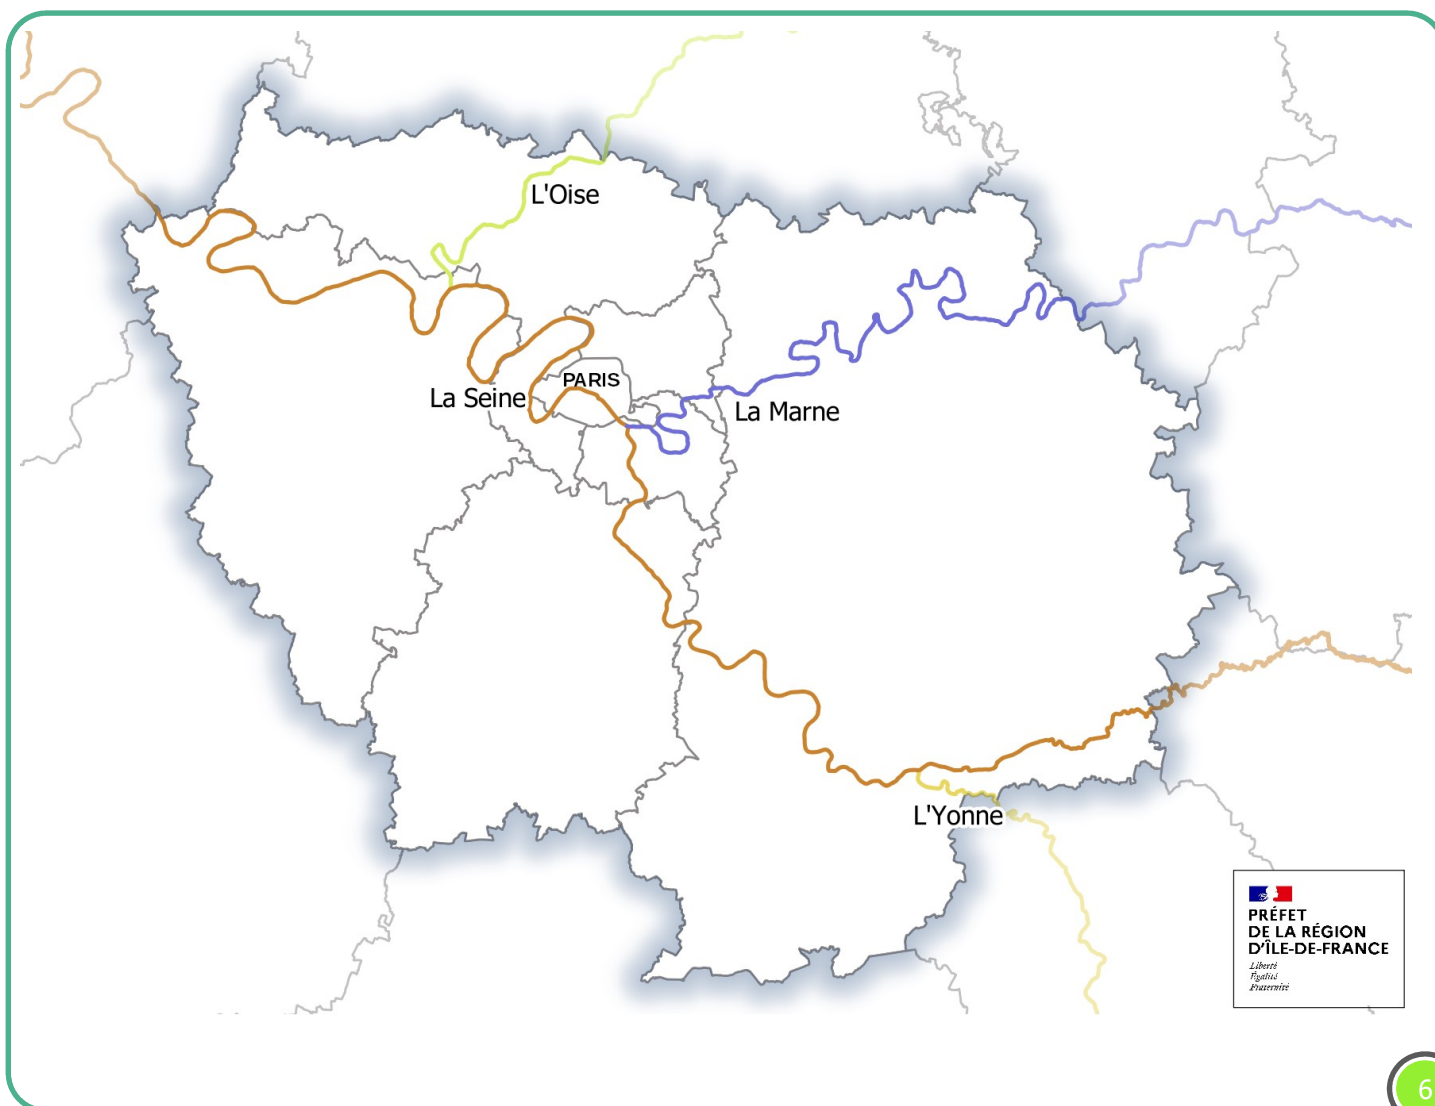 L'Oise
PARIS
La Seine
La Marne
L'Yonne
PRÉFET
DE LA RÉGION
D'ÎLE-DE-FRANCE
Liberté
Égalité
Fraternité
6